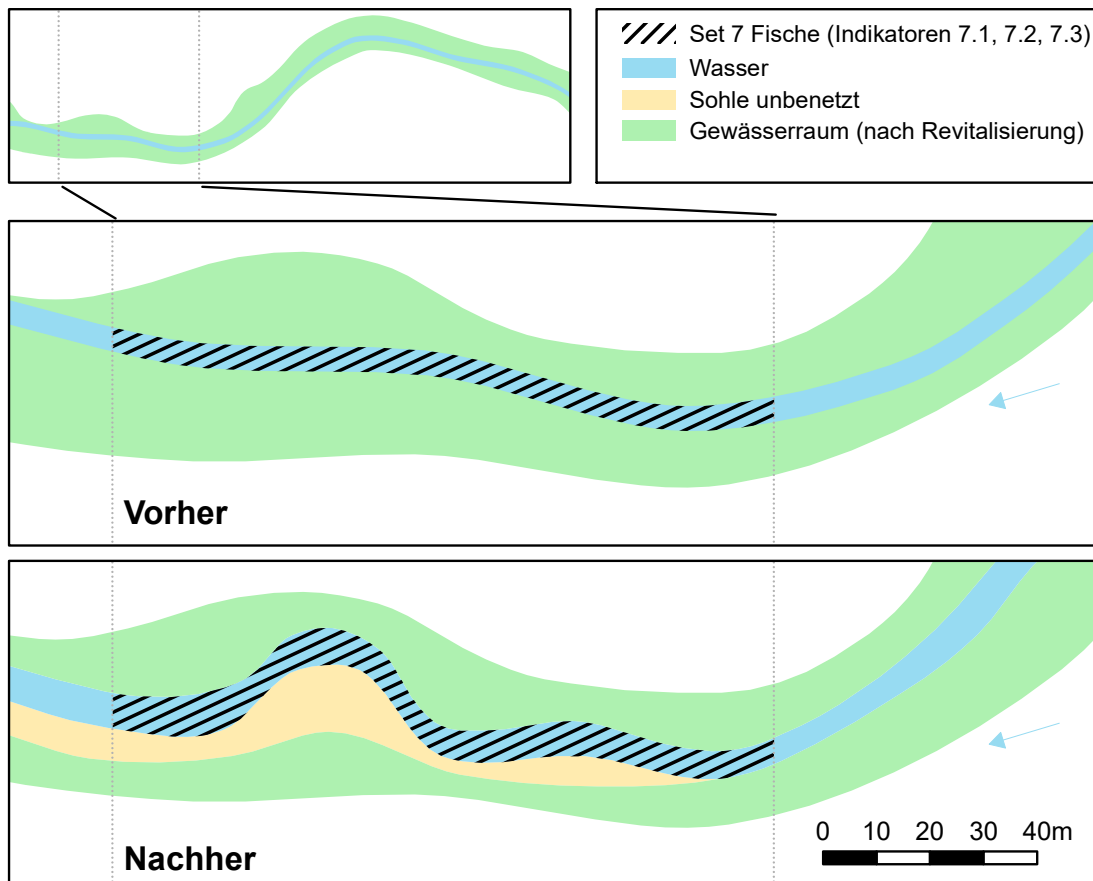 Set 7 Fische (Indikatoren 7.1, 7.2, 7.3)
Wasser
Sohle unbenetzt
Gewässerraum (nach Revitalisierung)
Vorher
Nachher
0 10 20 30 40m